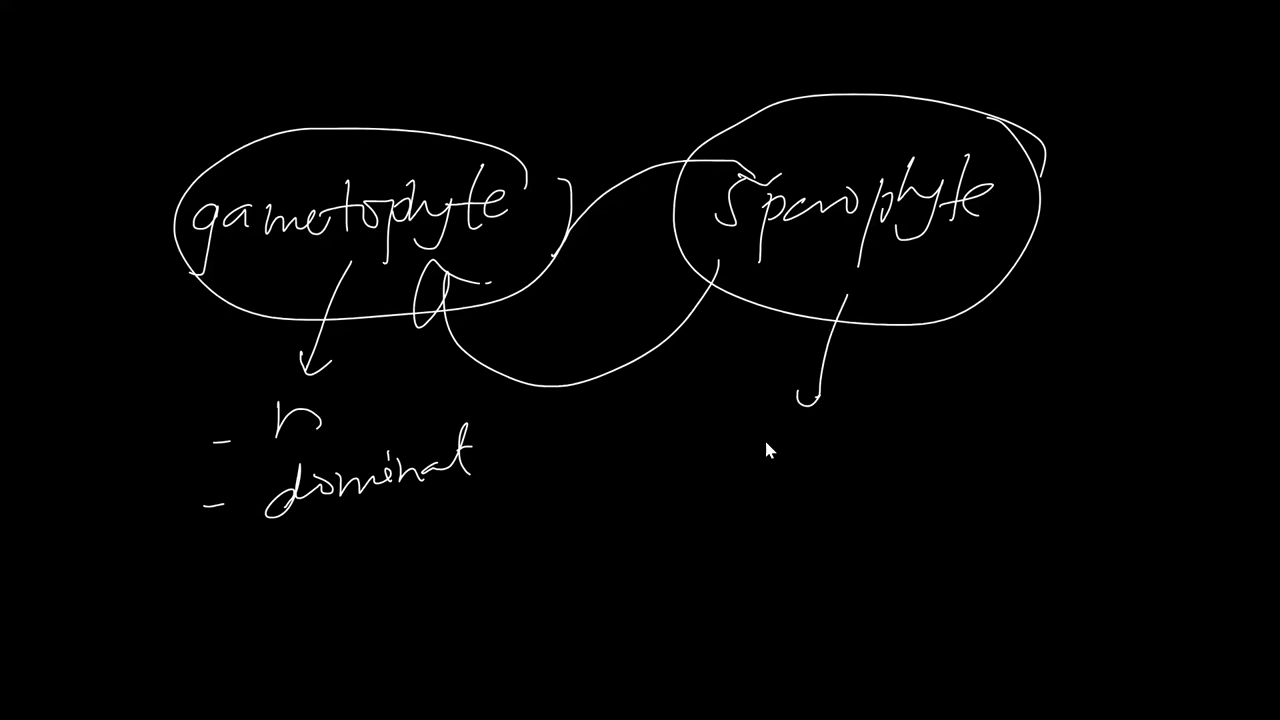 gametophyte
sporophyte
- n
- dominat